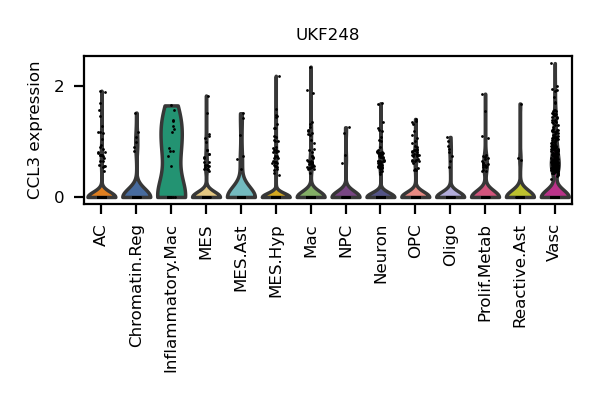 UKF248
CCL3 expression
2
0
AC
Chromatin.Reg
Inflammatory.Mac
MES
MES.Ast
MES.Hyp
Mac
NPC
Neuron
OPC
Oligo
Prolif.Metab
Reactive.Ast
Vasc